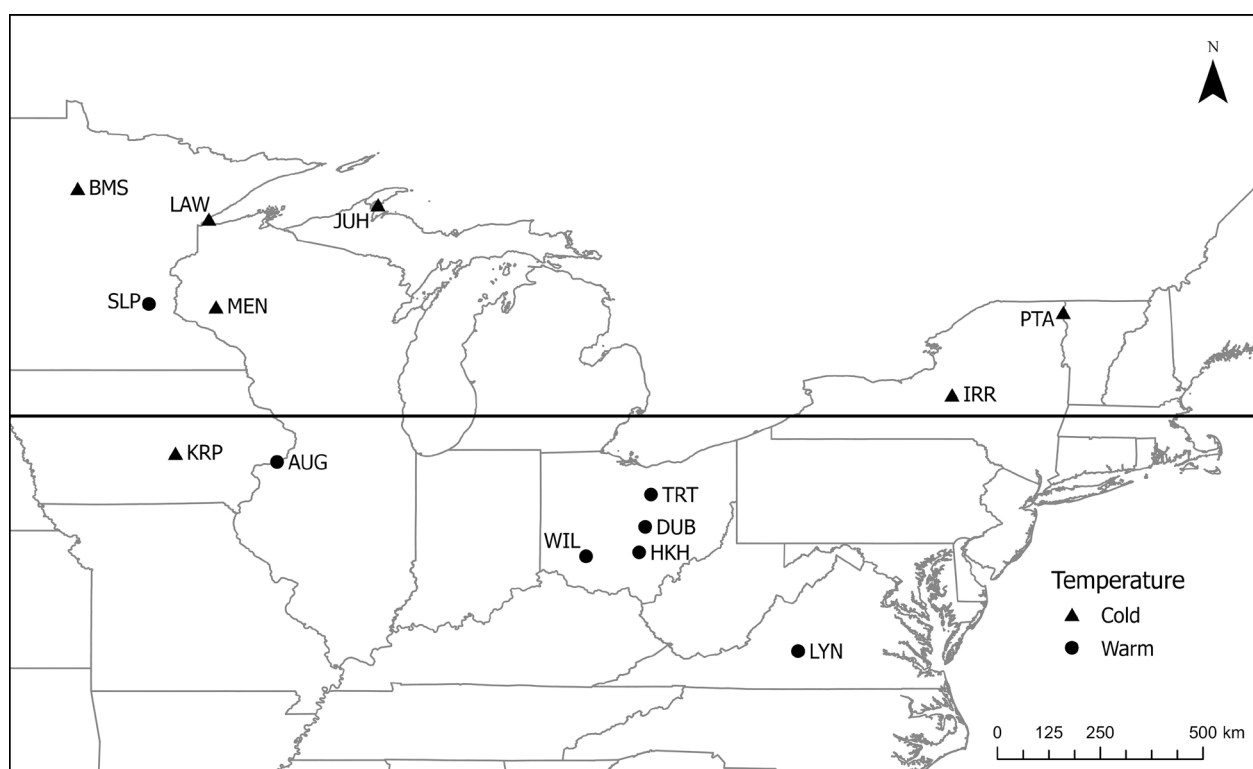 N
BMS
LAW
JUH
SLP
MEN
PTA
IRR
KRP
AUG
TRT
DUB
WIL
HKH
LYN
Temperature
Cold
Warm
0 125 250 500 km